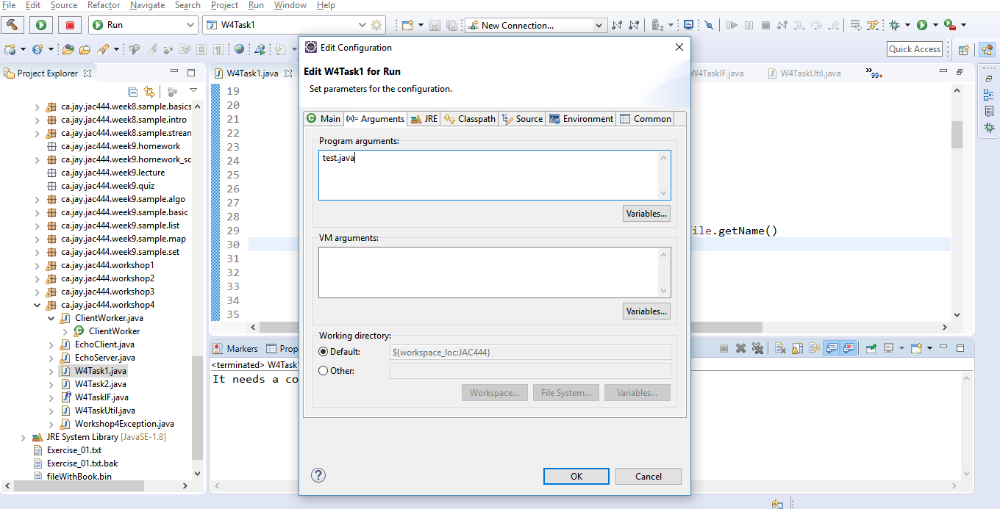 File Edit Source Refactor Navigate Search Project Run Window Help
Run W4Task1 New Connection...
Quick Access
Project Explorer
ca.jay.jac444.week8.sample.basics
ca.jay.jac444.week8.sample.intro
ca.jay.jac444.week8.sample.strean
ca.jay.jac444.week9.homework
ca.jay.jac444.week9.homework_sc
ca.jay.jac444.week9.lecture
ca.jay.jac444.week9.quiz
ca.jay.jac444.week9.sample.algo
ca.jay.jac444.week9.sample.basic
ca.jay.jac444.week9.sample.list
ca.jay.jac444.week9.sample.map
ca.jay.jac444.week9.sample.set
ca.jay.jac444.workshop1
ca.jay.jac444.workshop2
ca.jay.jac444.workshop3
ca.jay.jac444.workshop4
ClientWorker.java
ClientWorker
EchoClient.java
EchoServer.java
W4Task1.java
W4Task2.java
W4TaskIF.java
W4TaskUtil.java
Workshop4Exception.java
JRE System Library [JavaSE-1.8]
Exercise_01.txt
Exercise_01.txt.bak
fileWithBook.bin
W4Task1.java
W4TaskIF.java W4TaskUtil.java »99+
19
20
21
22
23
24
25
26
27
28
29 ile.getName()
30
31
32
33
34
35
Markers Prop
<terminated> W4Task
It needs a co
Edit Configuration
Edit W4Task1 for Run
Set parameters for the configuration.
Main (x)= Arguments JRE Classpath Source Environment Common
Program arguments:
test.java
Variables...
VM arguments:
Variables...
Working directory:
Default: ${workspace_loc:JAC444}
Other:
Workspace... File System... Variables...
? OK Cancel